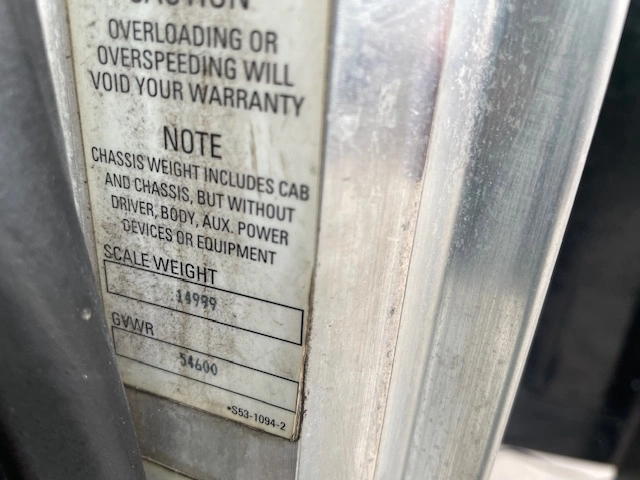 CAUTION
OVERLOADING OR
OVERSPEEDING WILL
VOID YOUR WARRANTY
NOTE
CHASSIS WEIGHT INCLUDES CAB
AND CHASSIS, BUT WITHOUT
DRIVER, BODY, AUX. POWER
DEVICES OR EQUIPMENT
SCALE WEIGHT
14999
GVWR
54600
*S53-1094-2